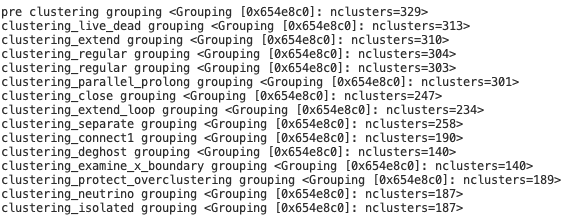 pre clustering grouping <Grouping [0x654e8c0]: nclusters=329>
clustering_live_dead grouping <Grouping [0x654e8c0]: nclusters=313>
clustering_extend grouping <Grouping [0x654e8c0]: nclusters=310>
clustering_regular grouping <Grouping [0x654e8c0]: nclusters=304>
clustering_regular grouping <Grouping [0x654e8c0]: nclusters=303>
clustering_parallel_prolong grouping <Grouping [0x654e8c0]: nclusters=301>
clustering_close grouping <Grouping [0x654e8c0]: nclusters=247>
clustering_extend_loop grouping <Grouping [0x654e8c0]: nclusters=234>
clustering_separate grouping <Grouping [0x654e8c0]: nclusters=258>
clustering_connect1 grouping <Grouping [0x654e8c0]: nclusters=190>
clustering_deghost grouping <Grouping [0x654e8c0]: nclusters=140>
clustering_examine_x_boundary grouping <Grouping [0x654e8c0]: nclusters=140>
clustering_protect_overclustering grouping <Grouping [0x654e8c0]: nclusters=189>
clustering_neutrino grouping <Grouping [0x654e8c0]: nclusters=187>
clustering_isolated grouping <Grouping [0x654e8c0]: nclusters=187>